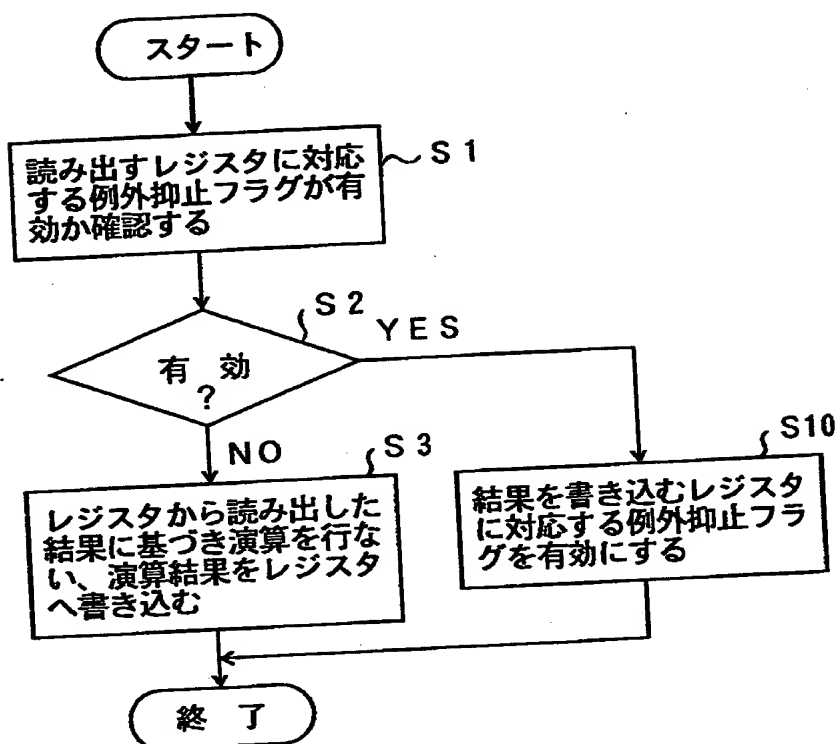 スタート
読み出すレジスタに対応
する例外抑止フラグが有
効か確認する
S1
S2
YES
有 効
?
NO
S3
S10
レジスタから読み出した
結果に基づき演算を行な
い、演算結果をレジスタ
へ書き込む
結果を書き込むレジスタ
に対応する例外抑止フラ
グを有効にする
終 了